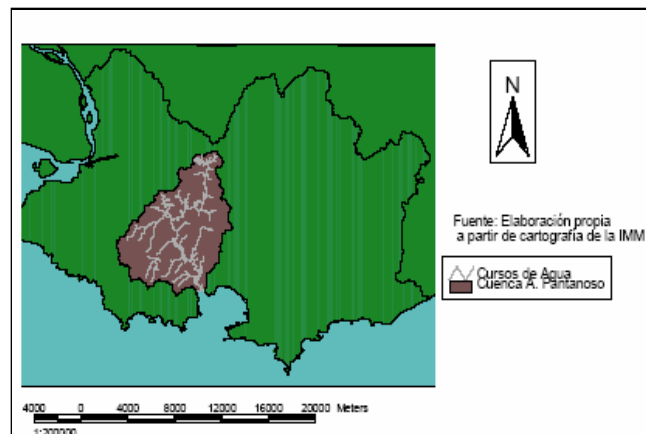 N
Fuente: Elaboración propia
a partir de cartografía de la IMM
Cursos de Agua
Cuenca A. Pantanoso
4000 0 4000 8000 12000 16000 20000 Meters
1:200000